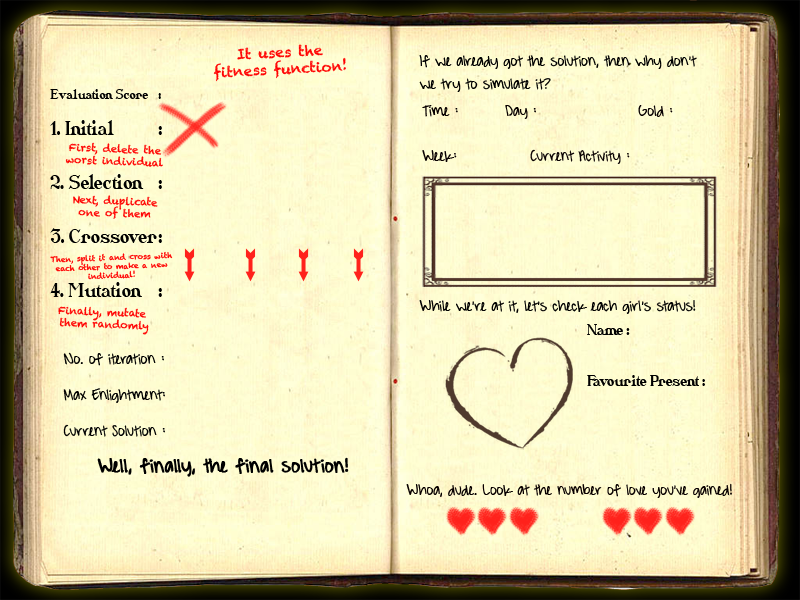 It uses the
fitness function!
Evaluation Score :
1. Initial :
First, delete the
worst individual
2. Selection :
Next, duplicate
one of them
3. Crossover:
Then, split it and cross with
each other to make a new
individual!
4. Mutation :
Finally, mutate
them randomly
No. of iteration :
Max Enlightment:
Current Solution :
Well, finally, the final solution!
If we already got the solution, then why don't
we try to simulate it?
Time : Day : Gold :
Week: Current Activity :
While we're at it, let's check each girl's status!
Name :
Favourite Present :
Whoa, dude. Look at the number of love you've gained!